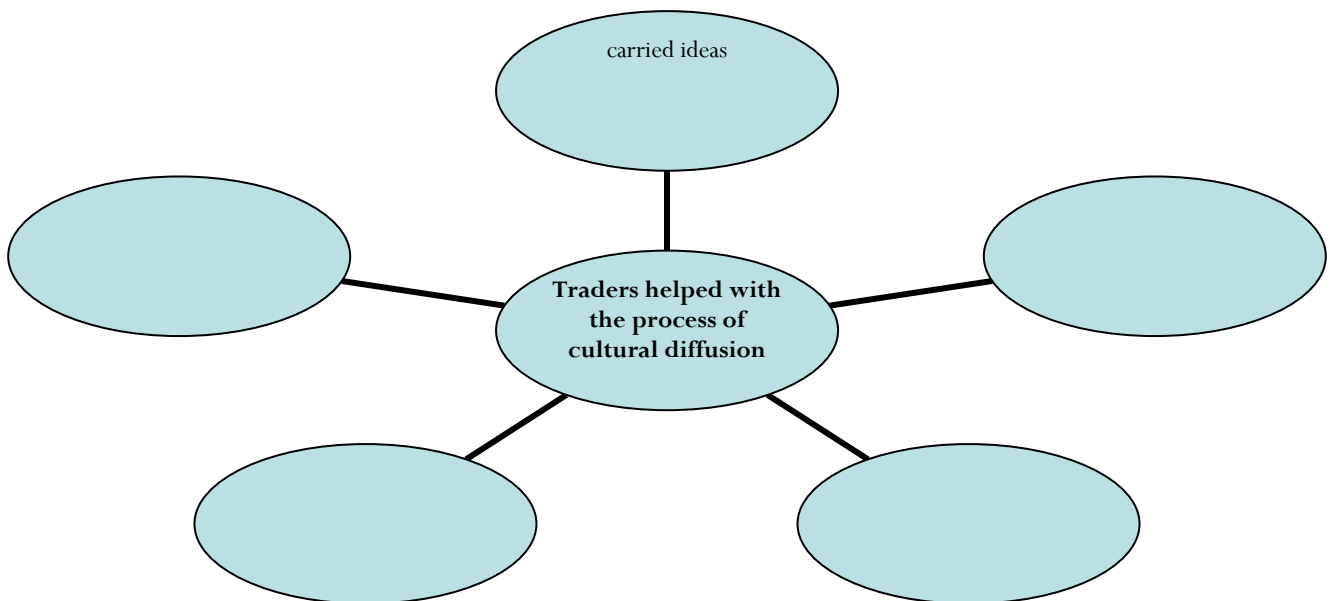 carried ideas
Traders helped with
the process of
cultural diffusion